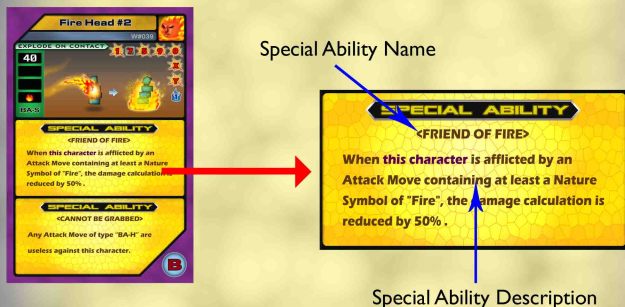 Fire Head #2
W#039
EXPLODE ON CONTACT
40
BA-S
SPECIAL ABILITY
<FRIEND OF FIRE>
When this character is afflicted by an
Attack Move containing at least a Nature
Symbol of "Fire", the damage calculation is
reduced by 50% .
SPECIAL ABILITY
<CANNOT BE GRABBED>
Any Attack Move of type "BA-H" are
useless against this character.
B
Special Ability Name
SPECIAL ABILITY
<FRIEND OF FIRE>
When this character is afflicted by an
Attack Move containing at least a Nature
Symbol of "Fire", the damage calculation is
reduced by 50% .
Special Ability Description